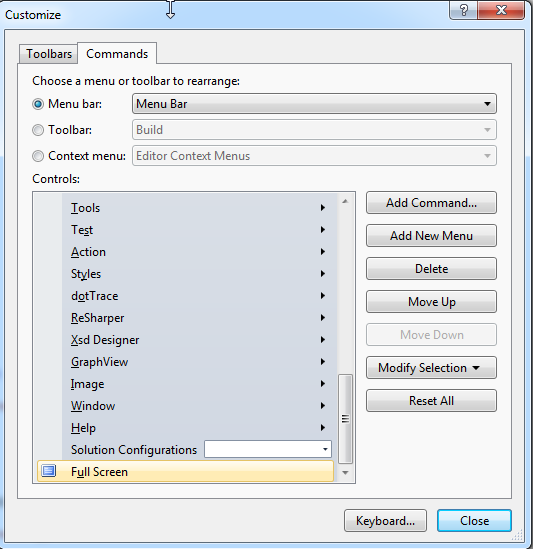 Customize
Toolbars Commands
Choose a menu or toolbar to rearrange:
Menu bar: Menu Bar
Toolbar: Build
Context menu: Editor Context Menus
Controls:
Tools
Test
Action
Styles
dotTrace
ReSharper
Xsd Designer
GraphView
Image
Window
Help
Solution Configurations
Full Screen
Add Command...
Add New Menu
Delete
Move Up
Move Down
Modify Selection
Reset All
Keyboard... Close